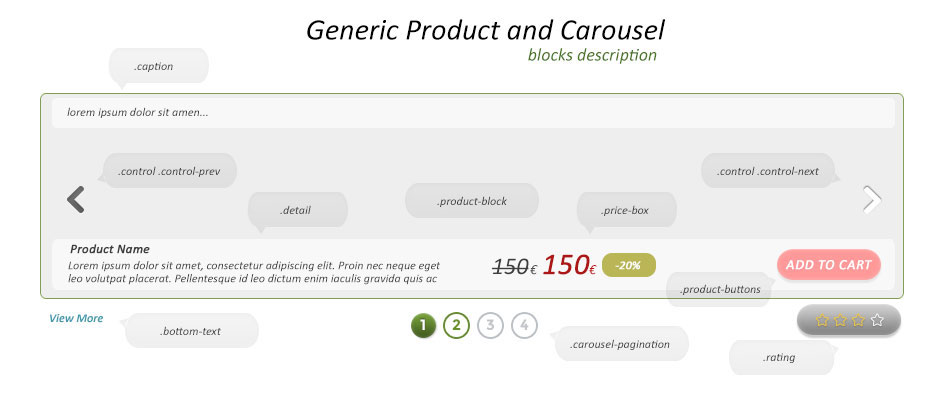 Generic Product and Carousel
blocks description
.caption
lorem ipsum dolor sit amen...
.control .control-prev
.control .control-next
.detail
.product-block
.price-box
Product Name
Lorem ipsum dolor sit amet, consectetur adipiscing elit. Proin nec neque eget
leo volutpat placerat. Pellentesque id leo dictum enim iaculis gravida quis ac
150€ 150€ -20%
ADD TO CART
.product-buttons
View More
.bottom-text
1 2 3 4
.carousel-pagination
.rating